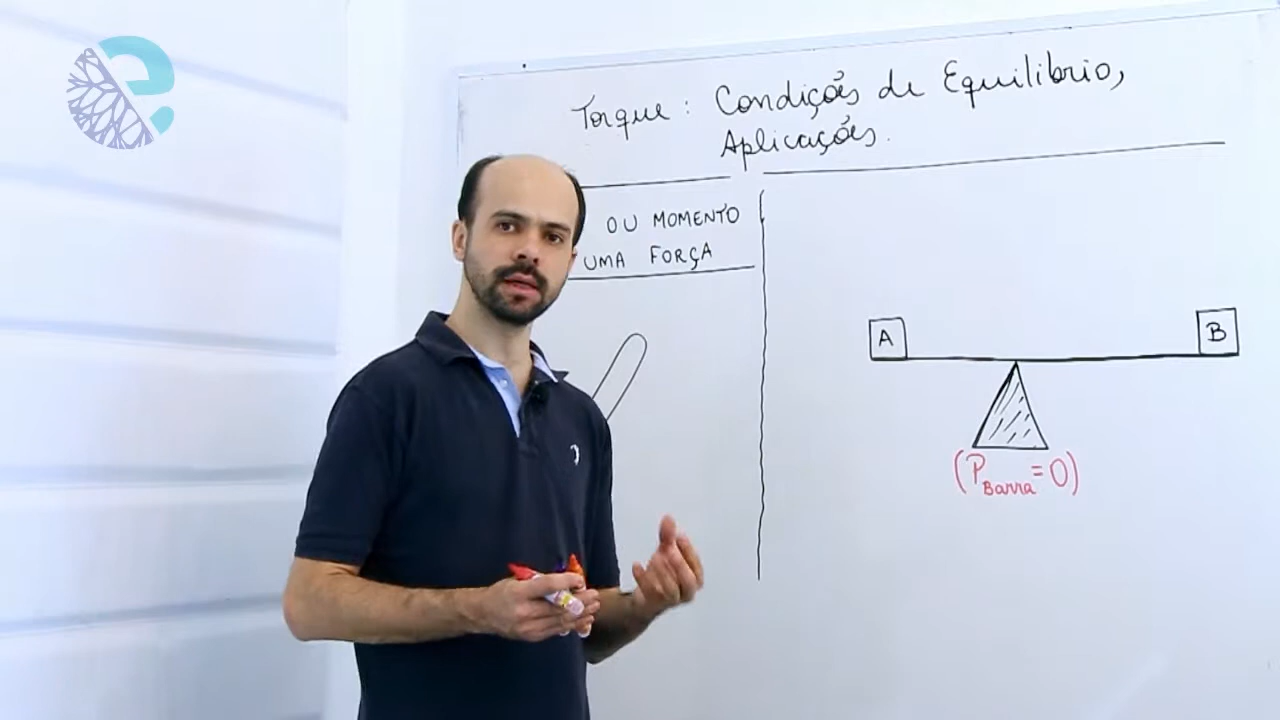 Torque: Condições de Equilíbrio,
Aplicações.
OU MOMENTO
UMA FORÇA
A
B
(P Barra = 0)
e